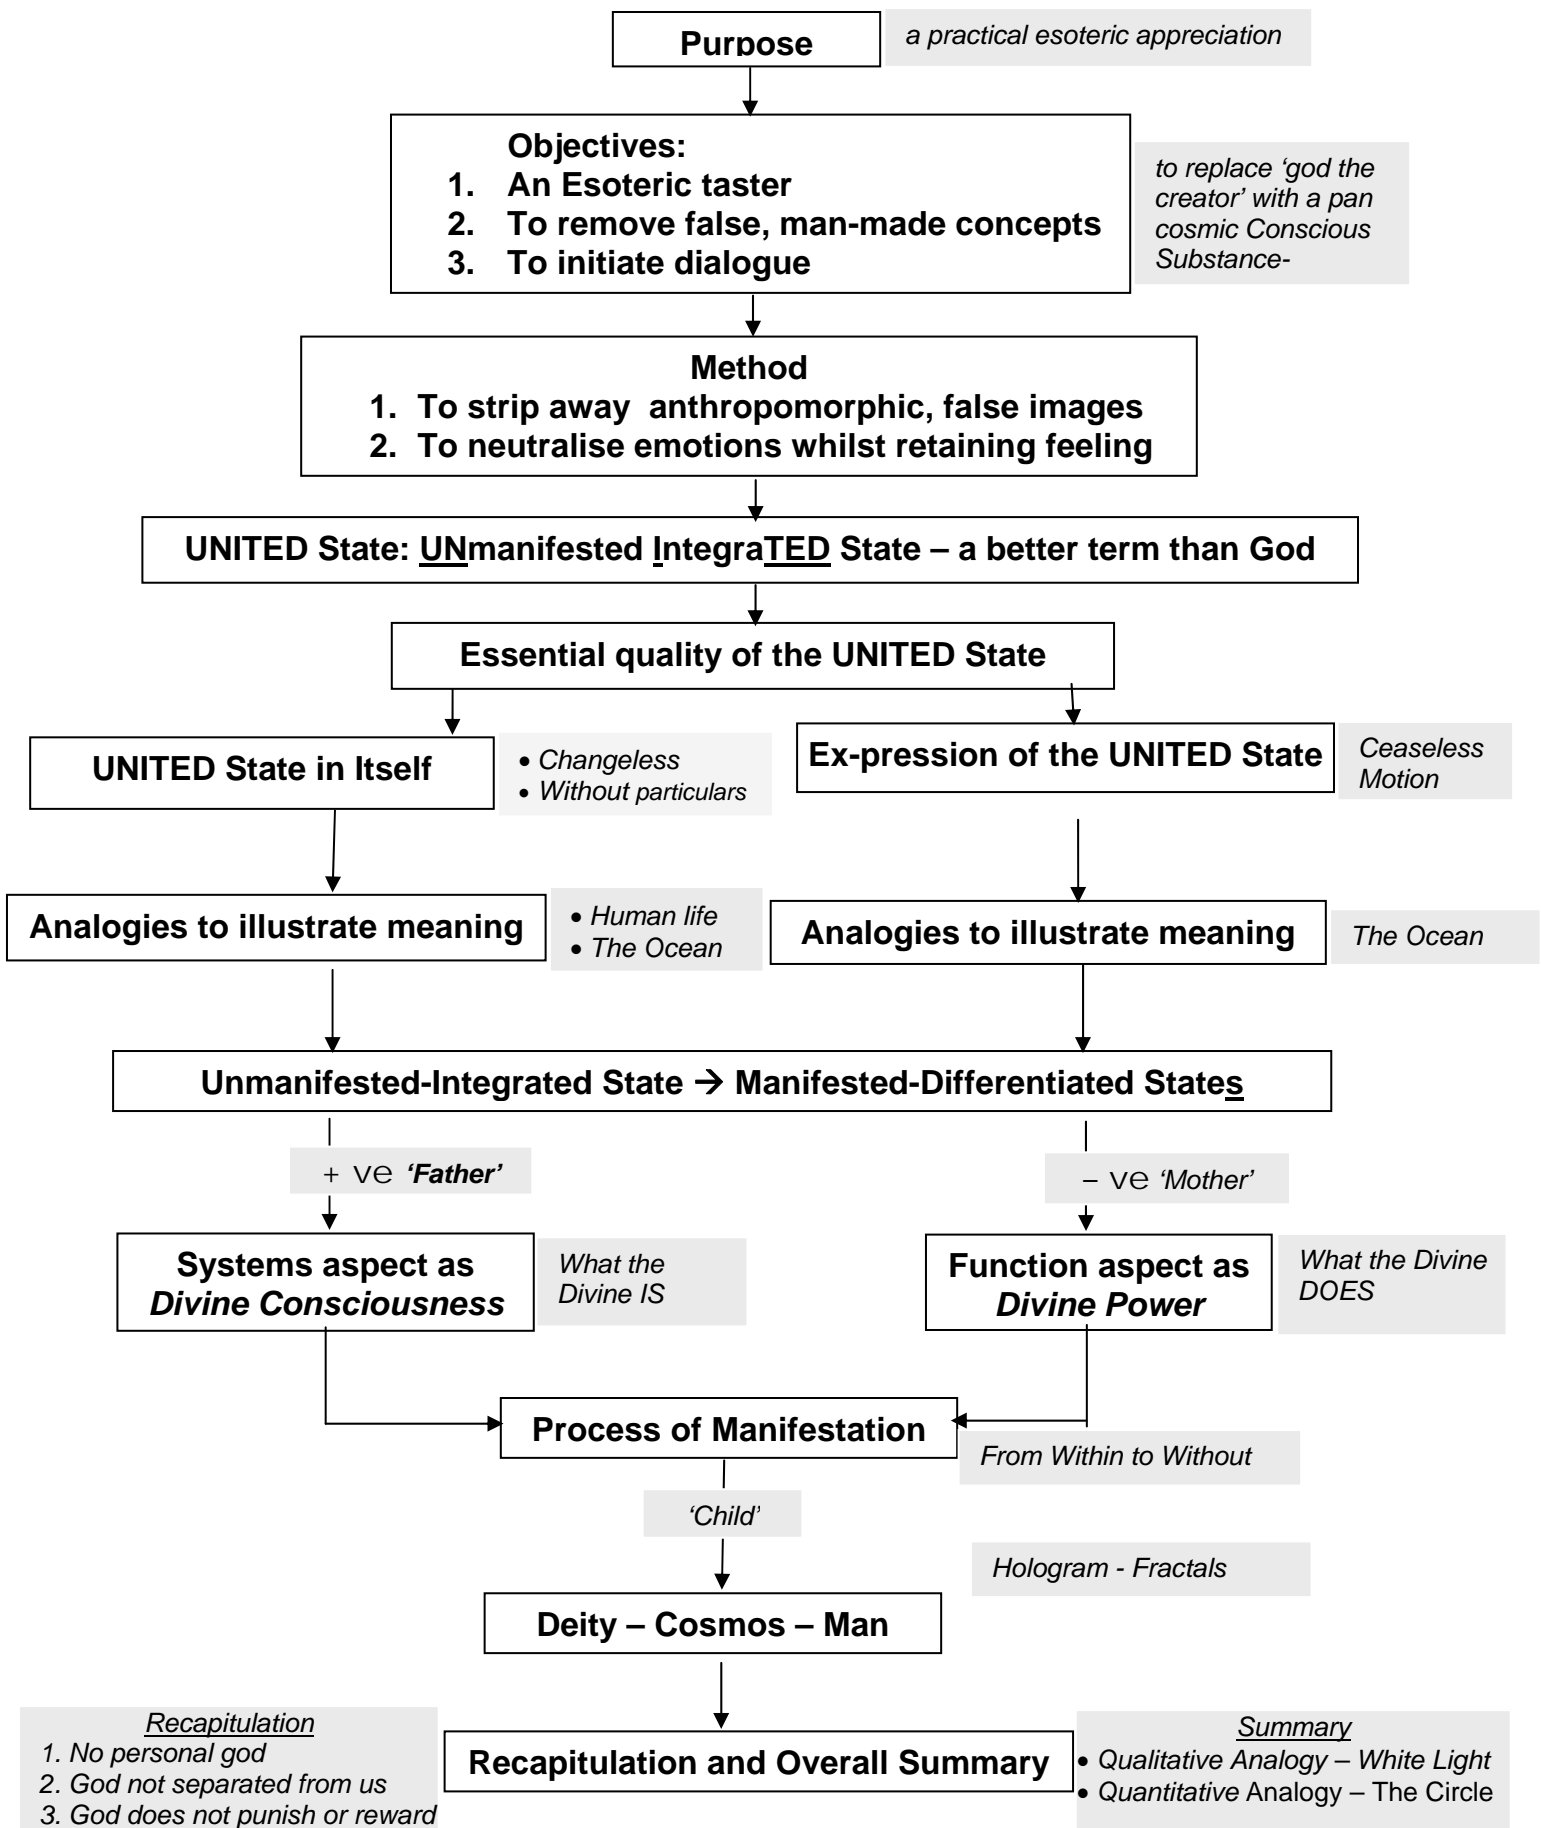 Purpose
a practical esoteric appreciation
Objectives:
1. An Esoteric taster
2. To remove false, man-made concepts
3. To initiate dialogue
to replace ‘god the
creator’ with a pan
cosmic Conscious
Substance-
Method
1. To strip away anthropomorphic, false images
2. To neutralise emotions whilst retaining feeling
UNITED State: UNmanifested IntegraTED State – a better term than God
Essential quality of the UNITED State
UNITED State in Itself
• Changeless
• Without particulars
Ex-pression of the UNITED State
Ceaseless
Motion
Analogies to illustrate meaning
• Human life
• The Ocean
Analogies to illustrate meaning
The Ocean
Unmanifested-Integrated State → Manifested-Differentiated States
+ ve ‘Father’
– ve ‘Mother’
Systems aspect as
Divine Consciousness
What the
Divine IS
Function aspect as
Divine Power
What the Divine
DOES
Process of Manifestation
From Within to Without
‘Child’
Hologram - Fractals
Deity – Cosmos – Man
Recapitulation
1. No personal god
2. God not separated from us
3. God does not punish or reward
Recapitulation and Overall Summary
Summary
• Qualitative Analogy – White Light
• Quantitative Analogy – The Circle